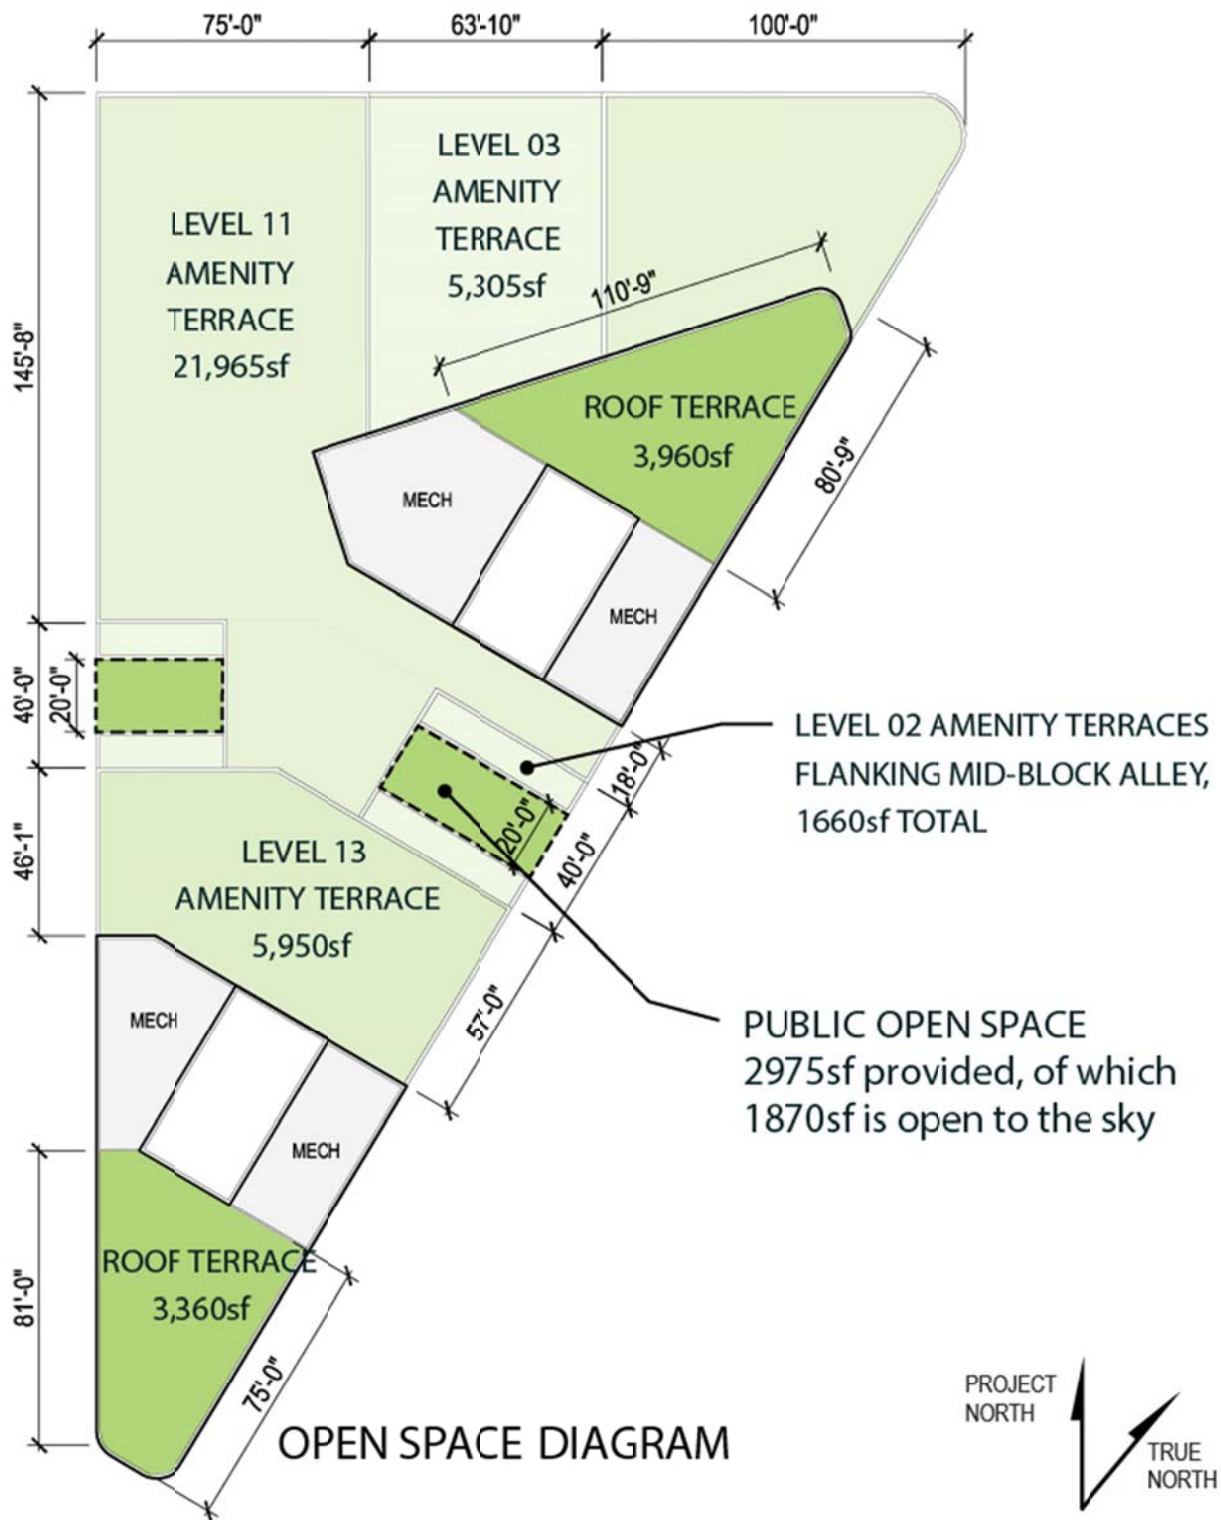 75'-0"
63'-10"
100'-0"
LEVEL 03
AMENITY
TERRACE
5,305sf
LEVEL 11
AMENITY
TERRACE
21,965sf
110'-9"
145'-8"
ROOF TERRACE
3,960sf
80'-9"
MECH
MECH
40'-0"
20'-0"
LEVEL 02 AMENITY TERRACES
FLANKING MID-BLOCK ALLEY,
1660sf TOTAL
18'-0"
20'-0"
40'-0"
46'-1"
LEVEL 13
AMENITY TERRACE
5,950sf
57'-0"
PUBLIC OPEN SPACE
2975sf provided, of which
1870sf is open to the sky
MECH
MECH
ROOF TERRACE
3,360sf
81'-0"
75'-0"
OPEN SPACE DIAGRAM
PROJECT
NORTH
TRUE
NORTH